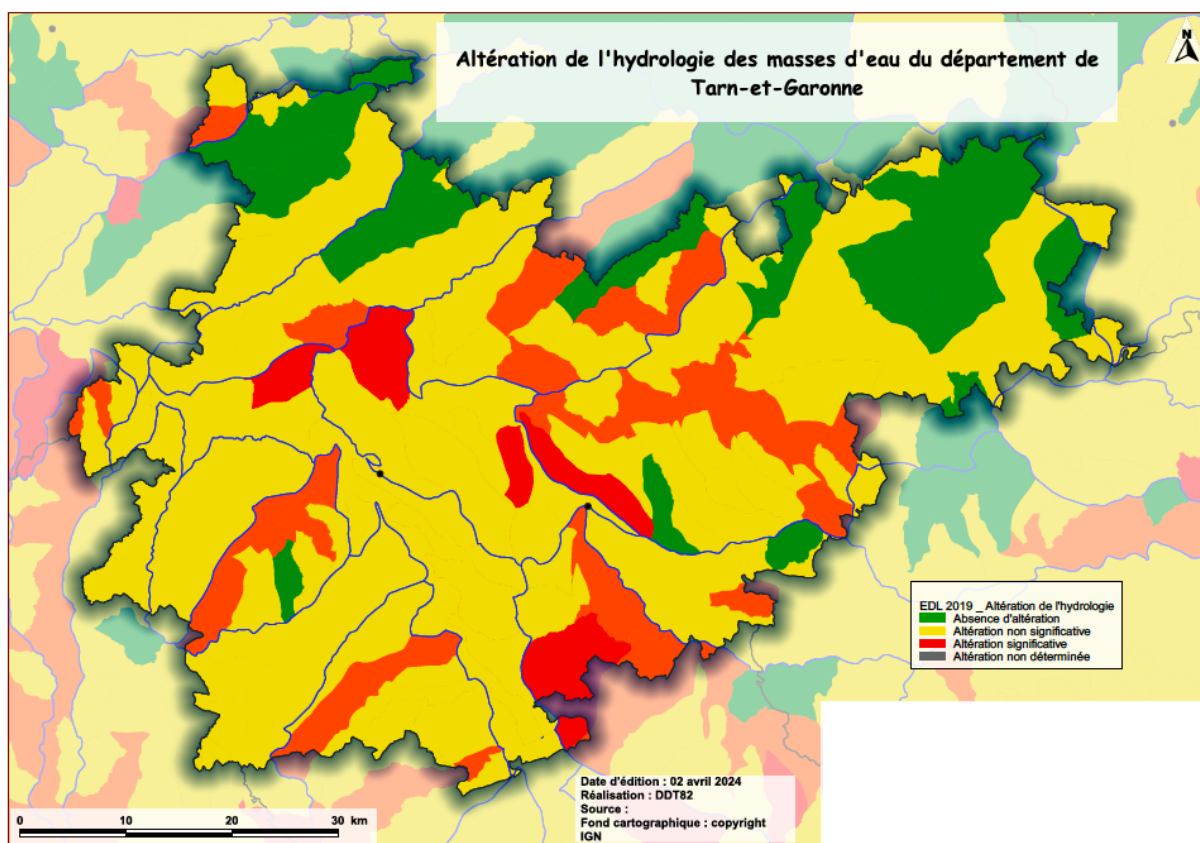 Altération de l'hydrologie des masses d'eau du département de
Tarn-et-Garonne
N
EDL 2019 _ Altération de l'hydrologie
Absence d'altération
Altération non significative
Altération significative
Altération non déterminée
Date d'édition : 02 avril 2024
Réalisation : DDT82
Source :
Fond cartographique : copyright
IGN
0 10 20 30 km